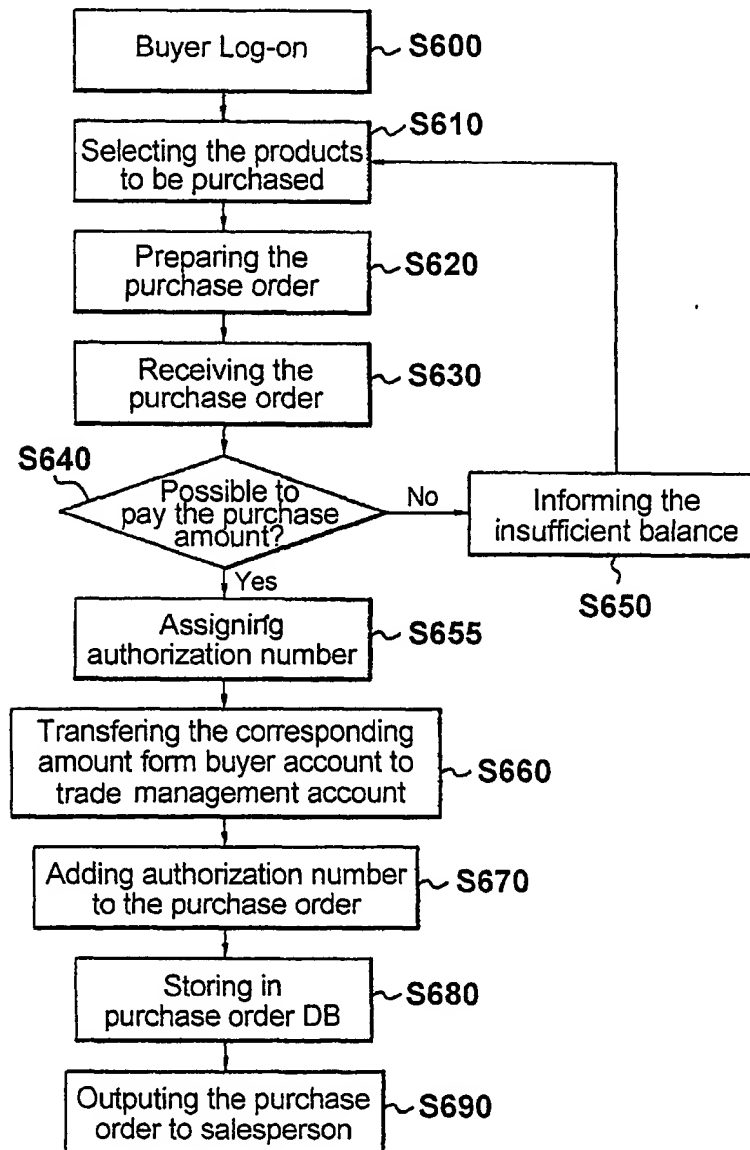 Buyer Log-on
S600
S610
Selecting the products
to be purchased
Preparing the
purchase order
S620
Receiving the
purchase order
S630
S640
Possible to
pay the purchase
amount?
No
Informing the
insufficient balance
S650
Yes
Assigning
authorization number
S655
Transfering the corresponding
amount form buyer account to
trade management account
S660
Adding authorization number
to the purchase order
S670
Storing in
purchase order DB
S680
Outputing the purchase
order to salesperson
S690